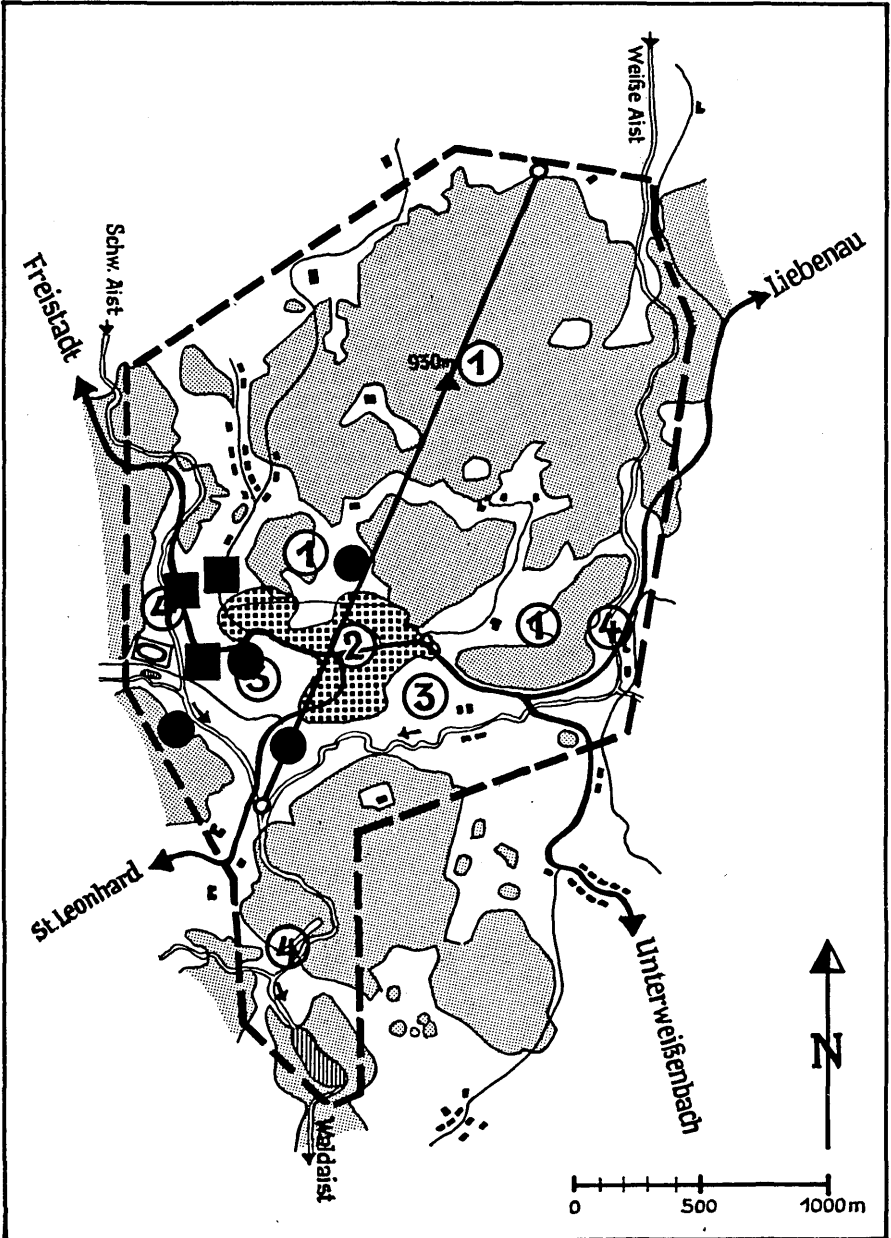 Weiße Aist
Schw. Aist
Freistadt
Liebenau
930m
1
1
1
4
4
2
3
3
St. Leonhard
4
Unterweißenbach
N
Waldaist
0 500 1000m